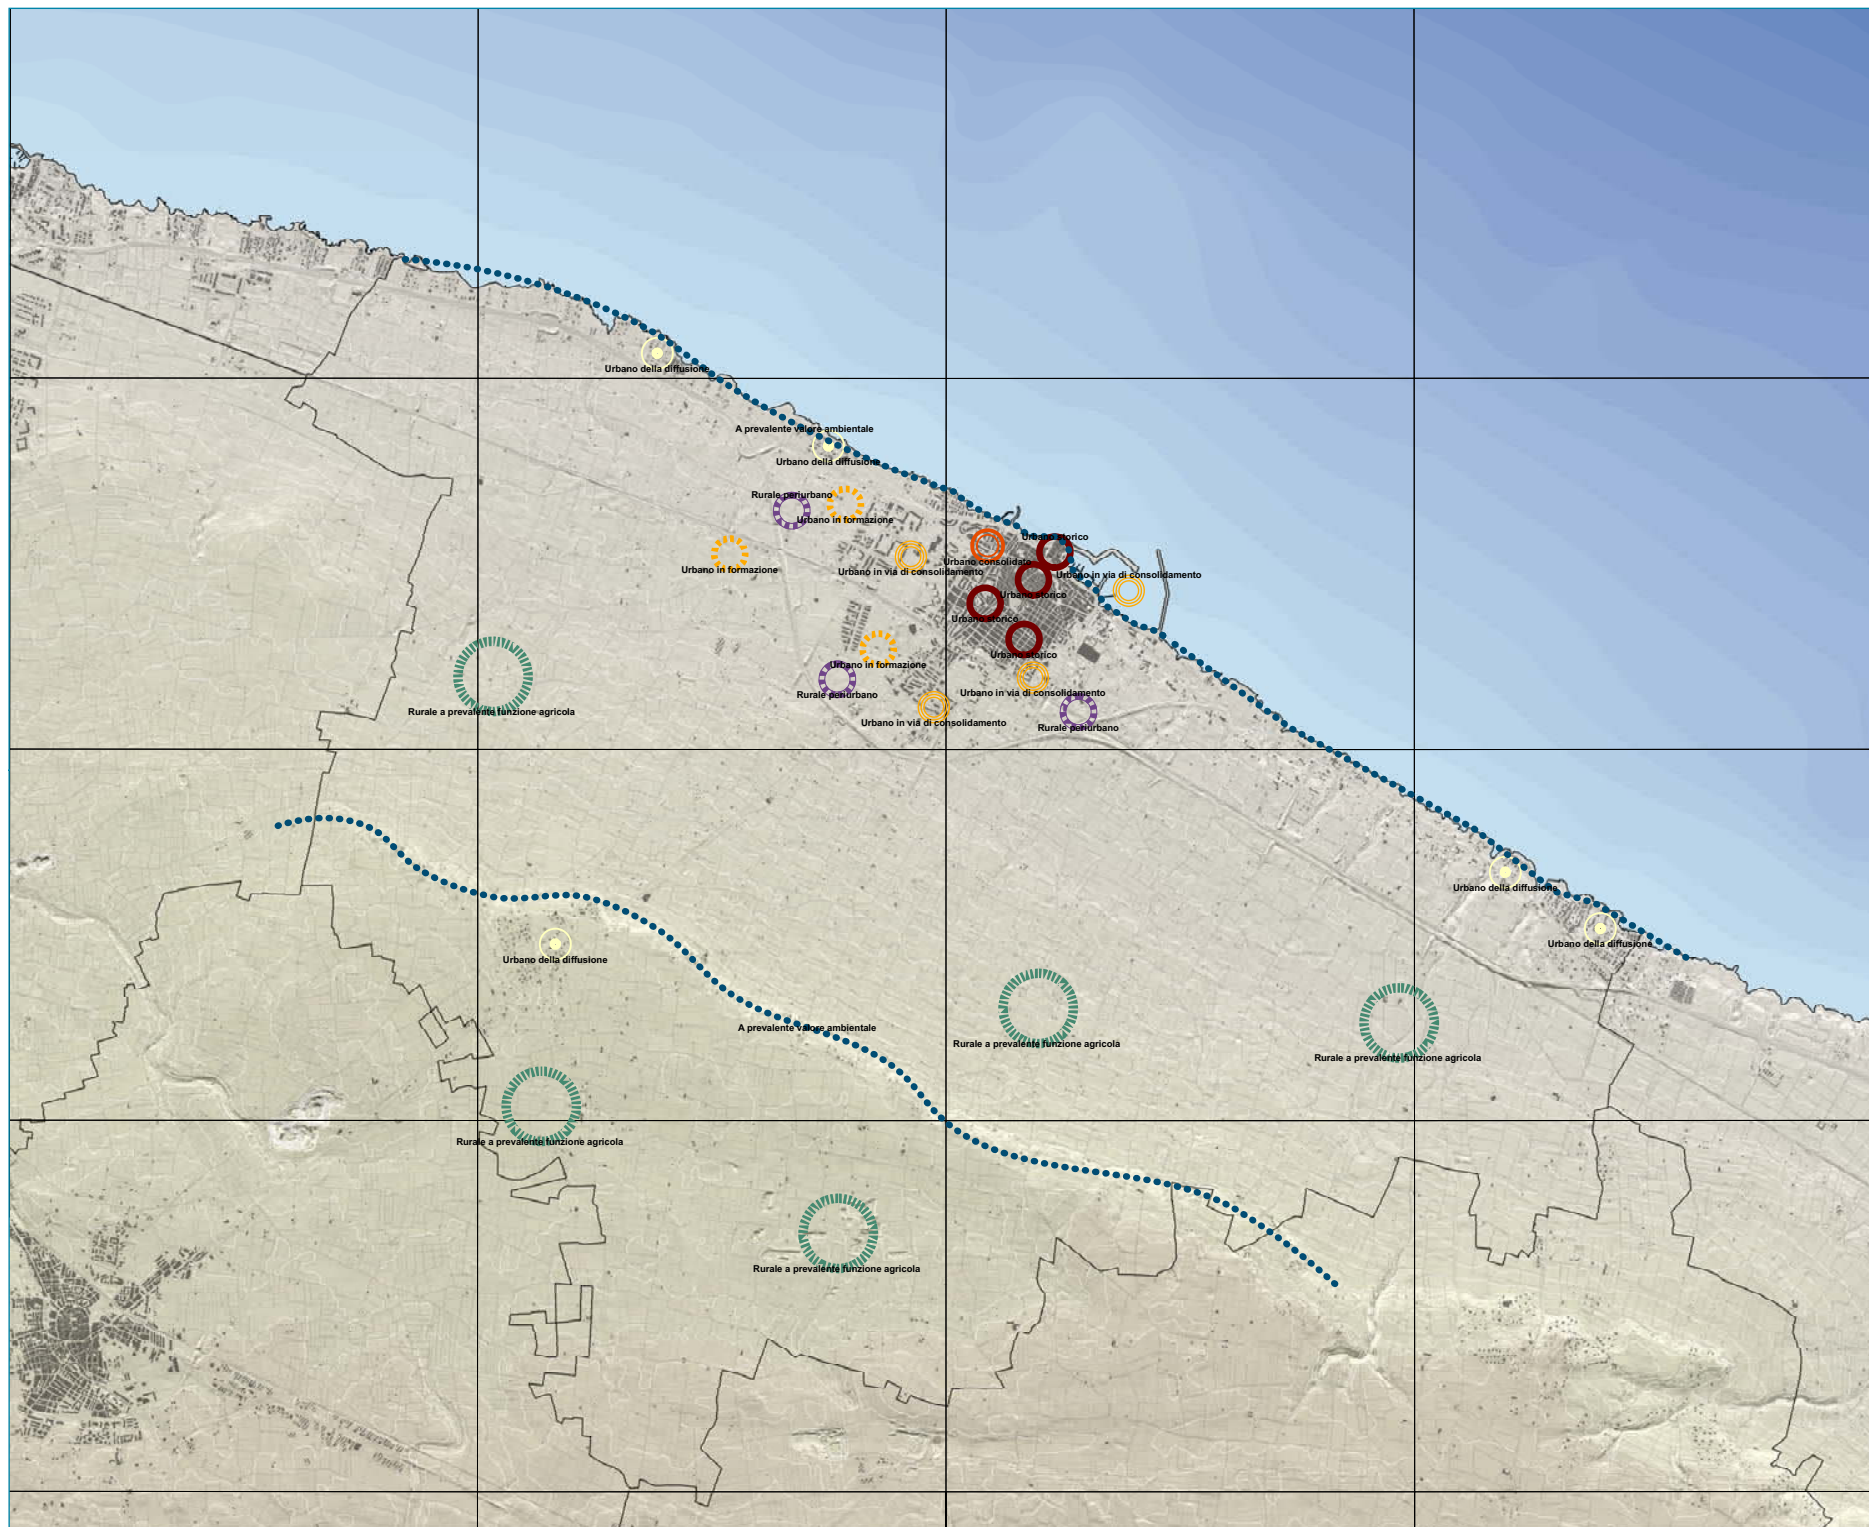 Urbano della diffusione
A prevalente valore ambientale
Urbano della diffusione
Rurale periurbano
Urbano in formazione
Urbano storico
Urbano consolidato
Urbano in formazione
Urbano in via di consolidamento
Urbano in via di consolidamento
Urbano storico
Urbano storico
Urbano storico
Urbano in formazione
Rurale periurbano
Urbano in via di consolidamento
Rurale a prevalente funzione agricola
Urbano in via di consolidamento
Rurale periurbano
Urbano della diffusione
Urbano della diffusione
Urbano della diffusione
A prevalente valore ambientale
Rurale a prevalente funzione agricola
Rurale a prevalente funzione agricola
Rurale a prevalente funzione agricola
Rurale a prevalente funzione agricola